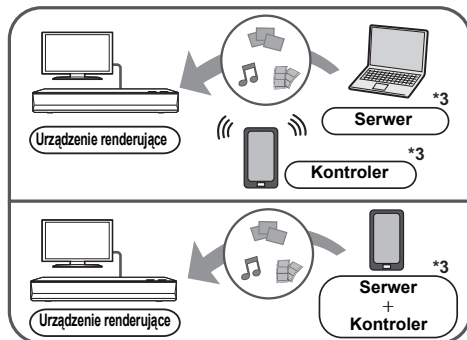 *3
Serwer
Urządzenie renderujące
*3
Kontroler
*3
Serwer
+
Kontroler
Urządzenie renderujące